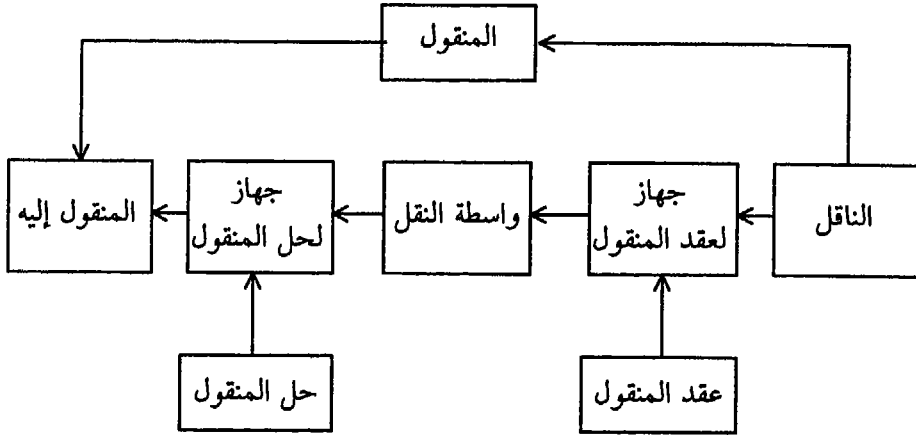 المنقول
الناقل
جهاز
لعقد المنقول
واسطة النقل
جهاز
لحل المنقول
المنقول إليه
عقد المنقول
حل المنقول